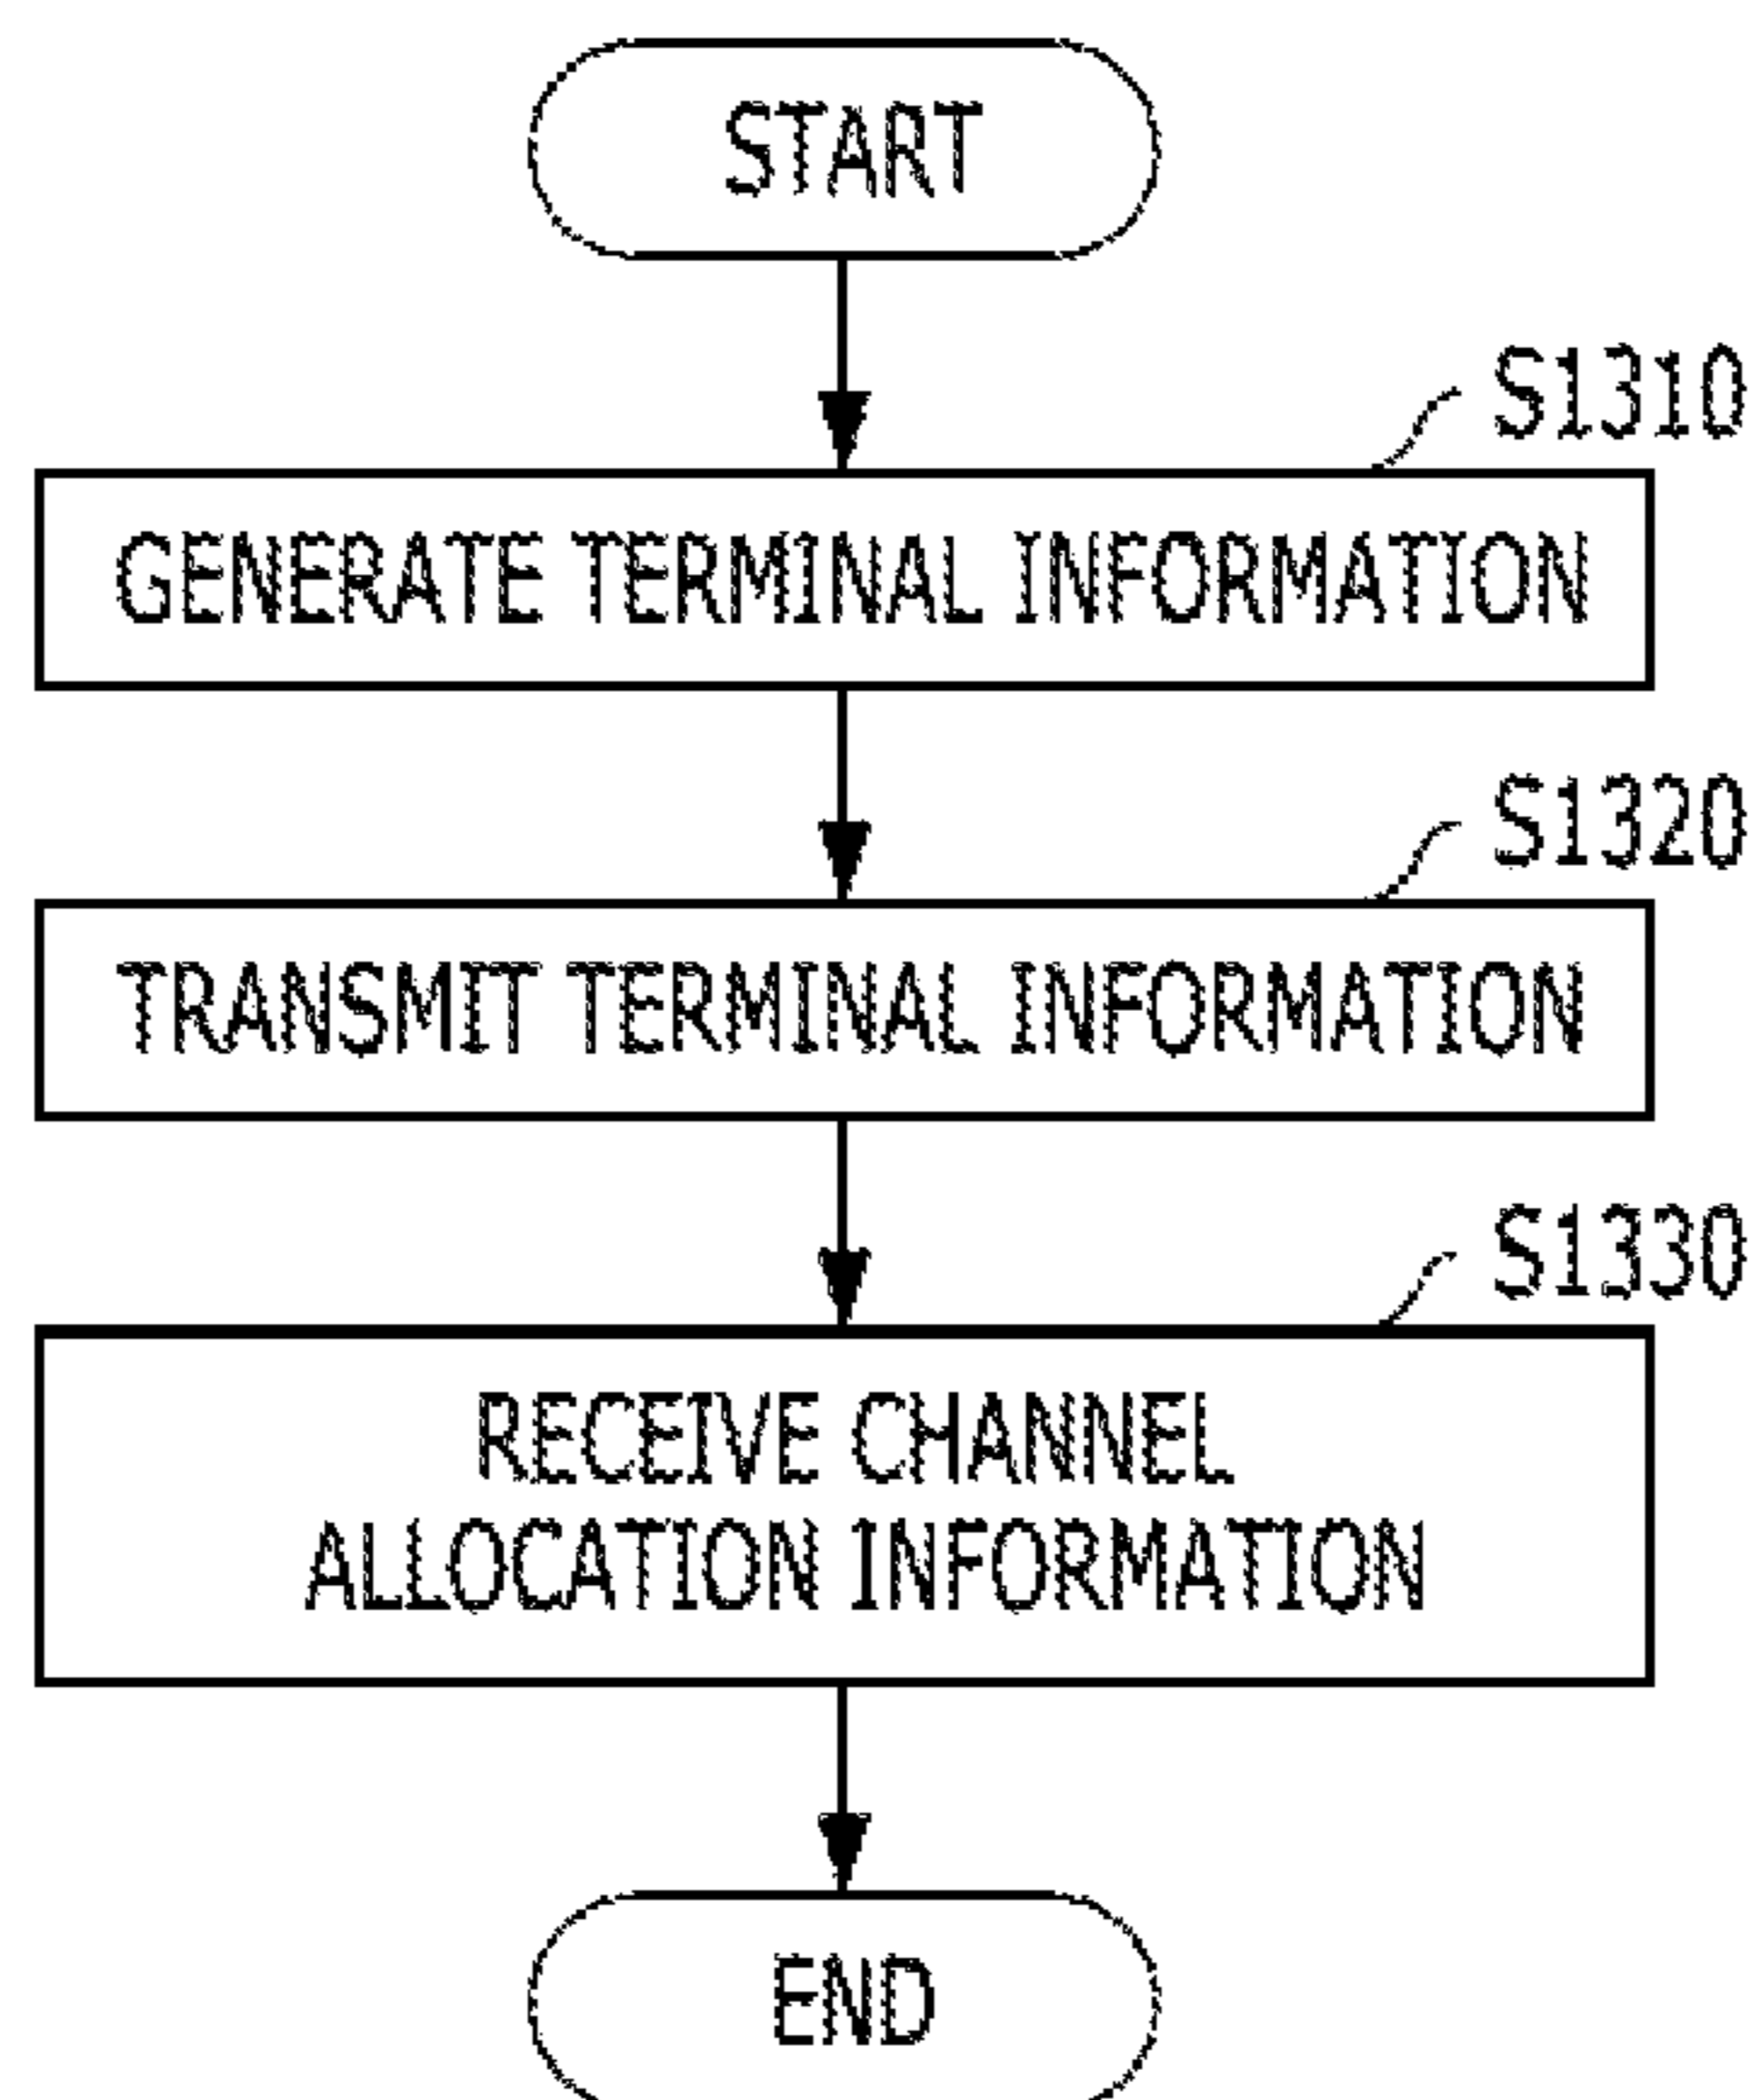 START
S1310
GENERATE TERMINAL INFORMATION
S1320
TRANSMIT TERMINAL INFORMATION
S1330
RECEIVE CHANNEL
ALLOCATION INFORMATION
END